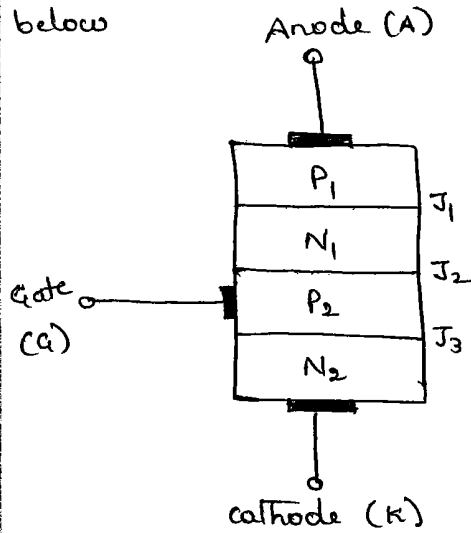 below
Anode (A)
P1
J1
N1
J2
Gate
(G)
P2
J3
N2
cathode (K)